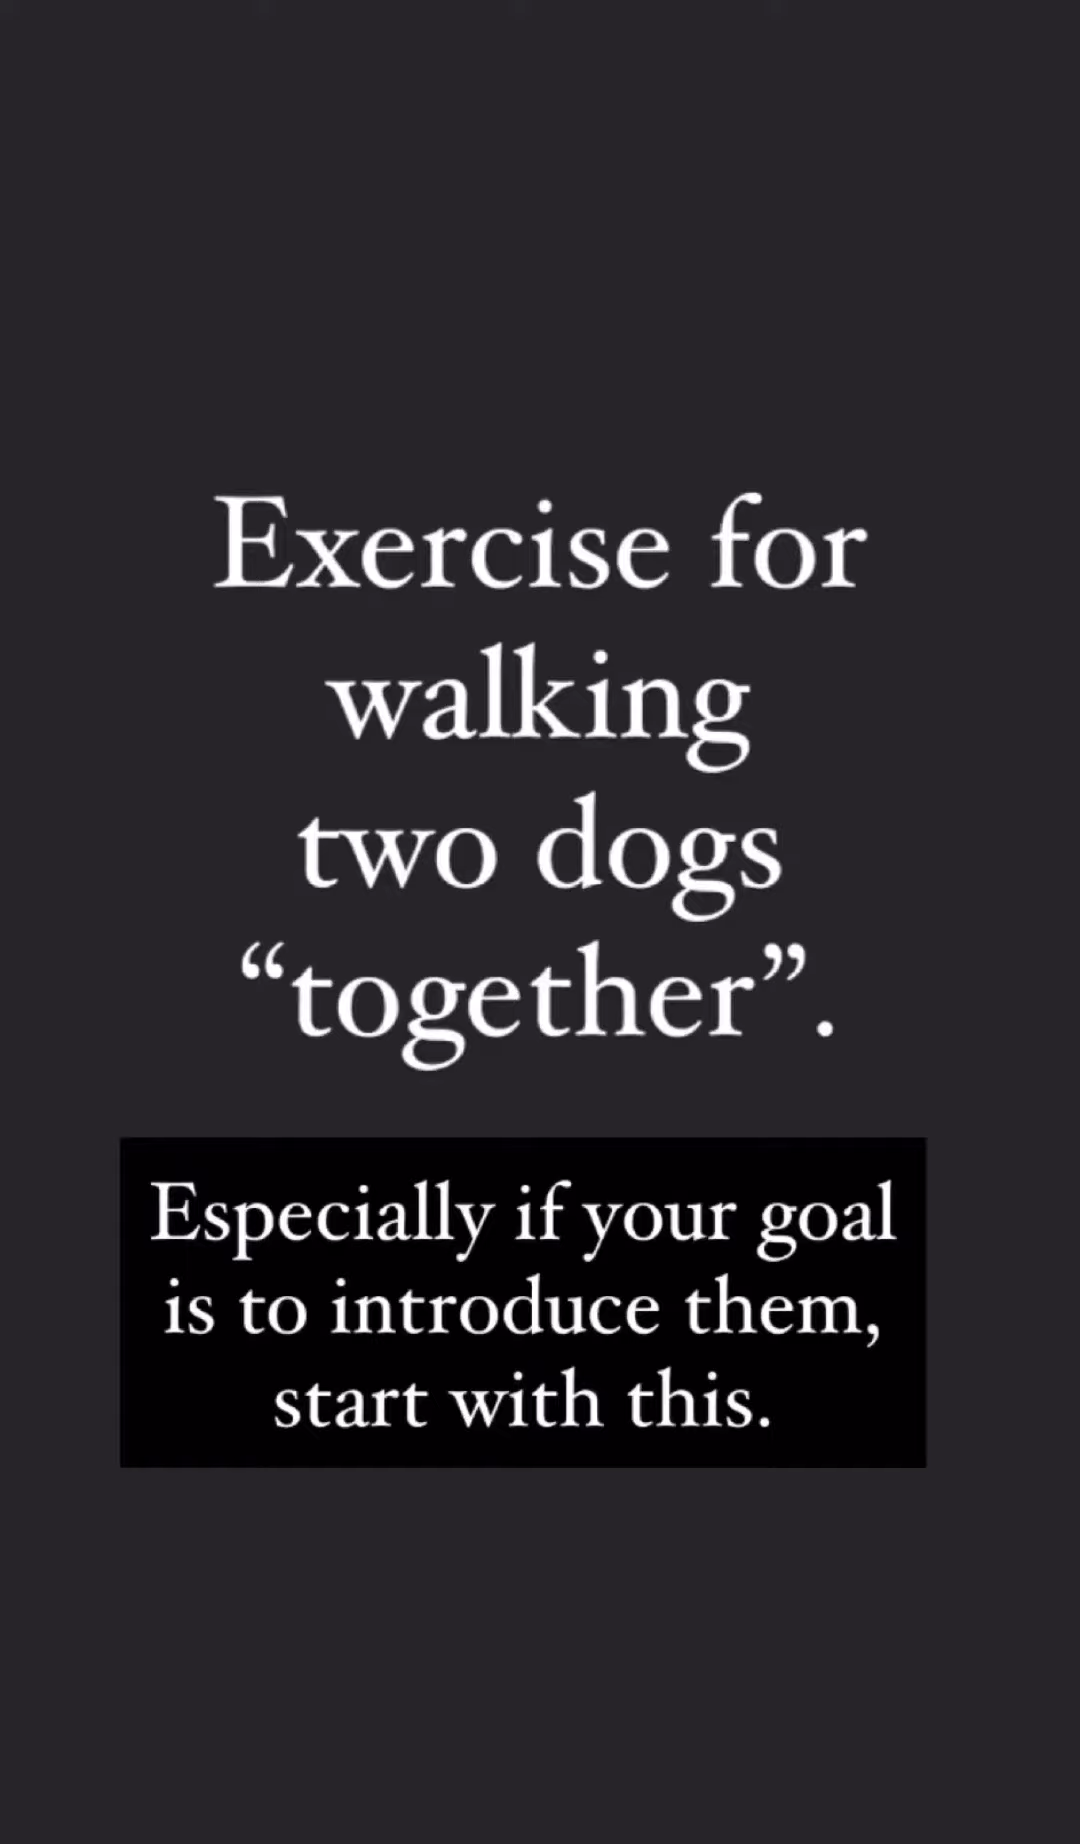 Exercise for
walking
two dogs
“together”.
Especially if your goal
is to introduce them,
start with this.